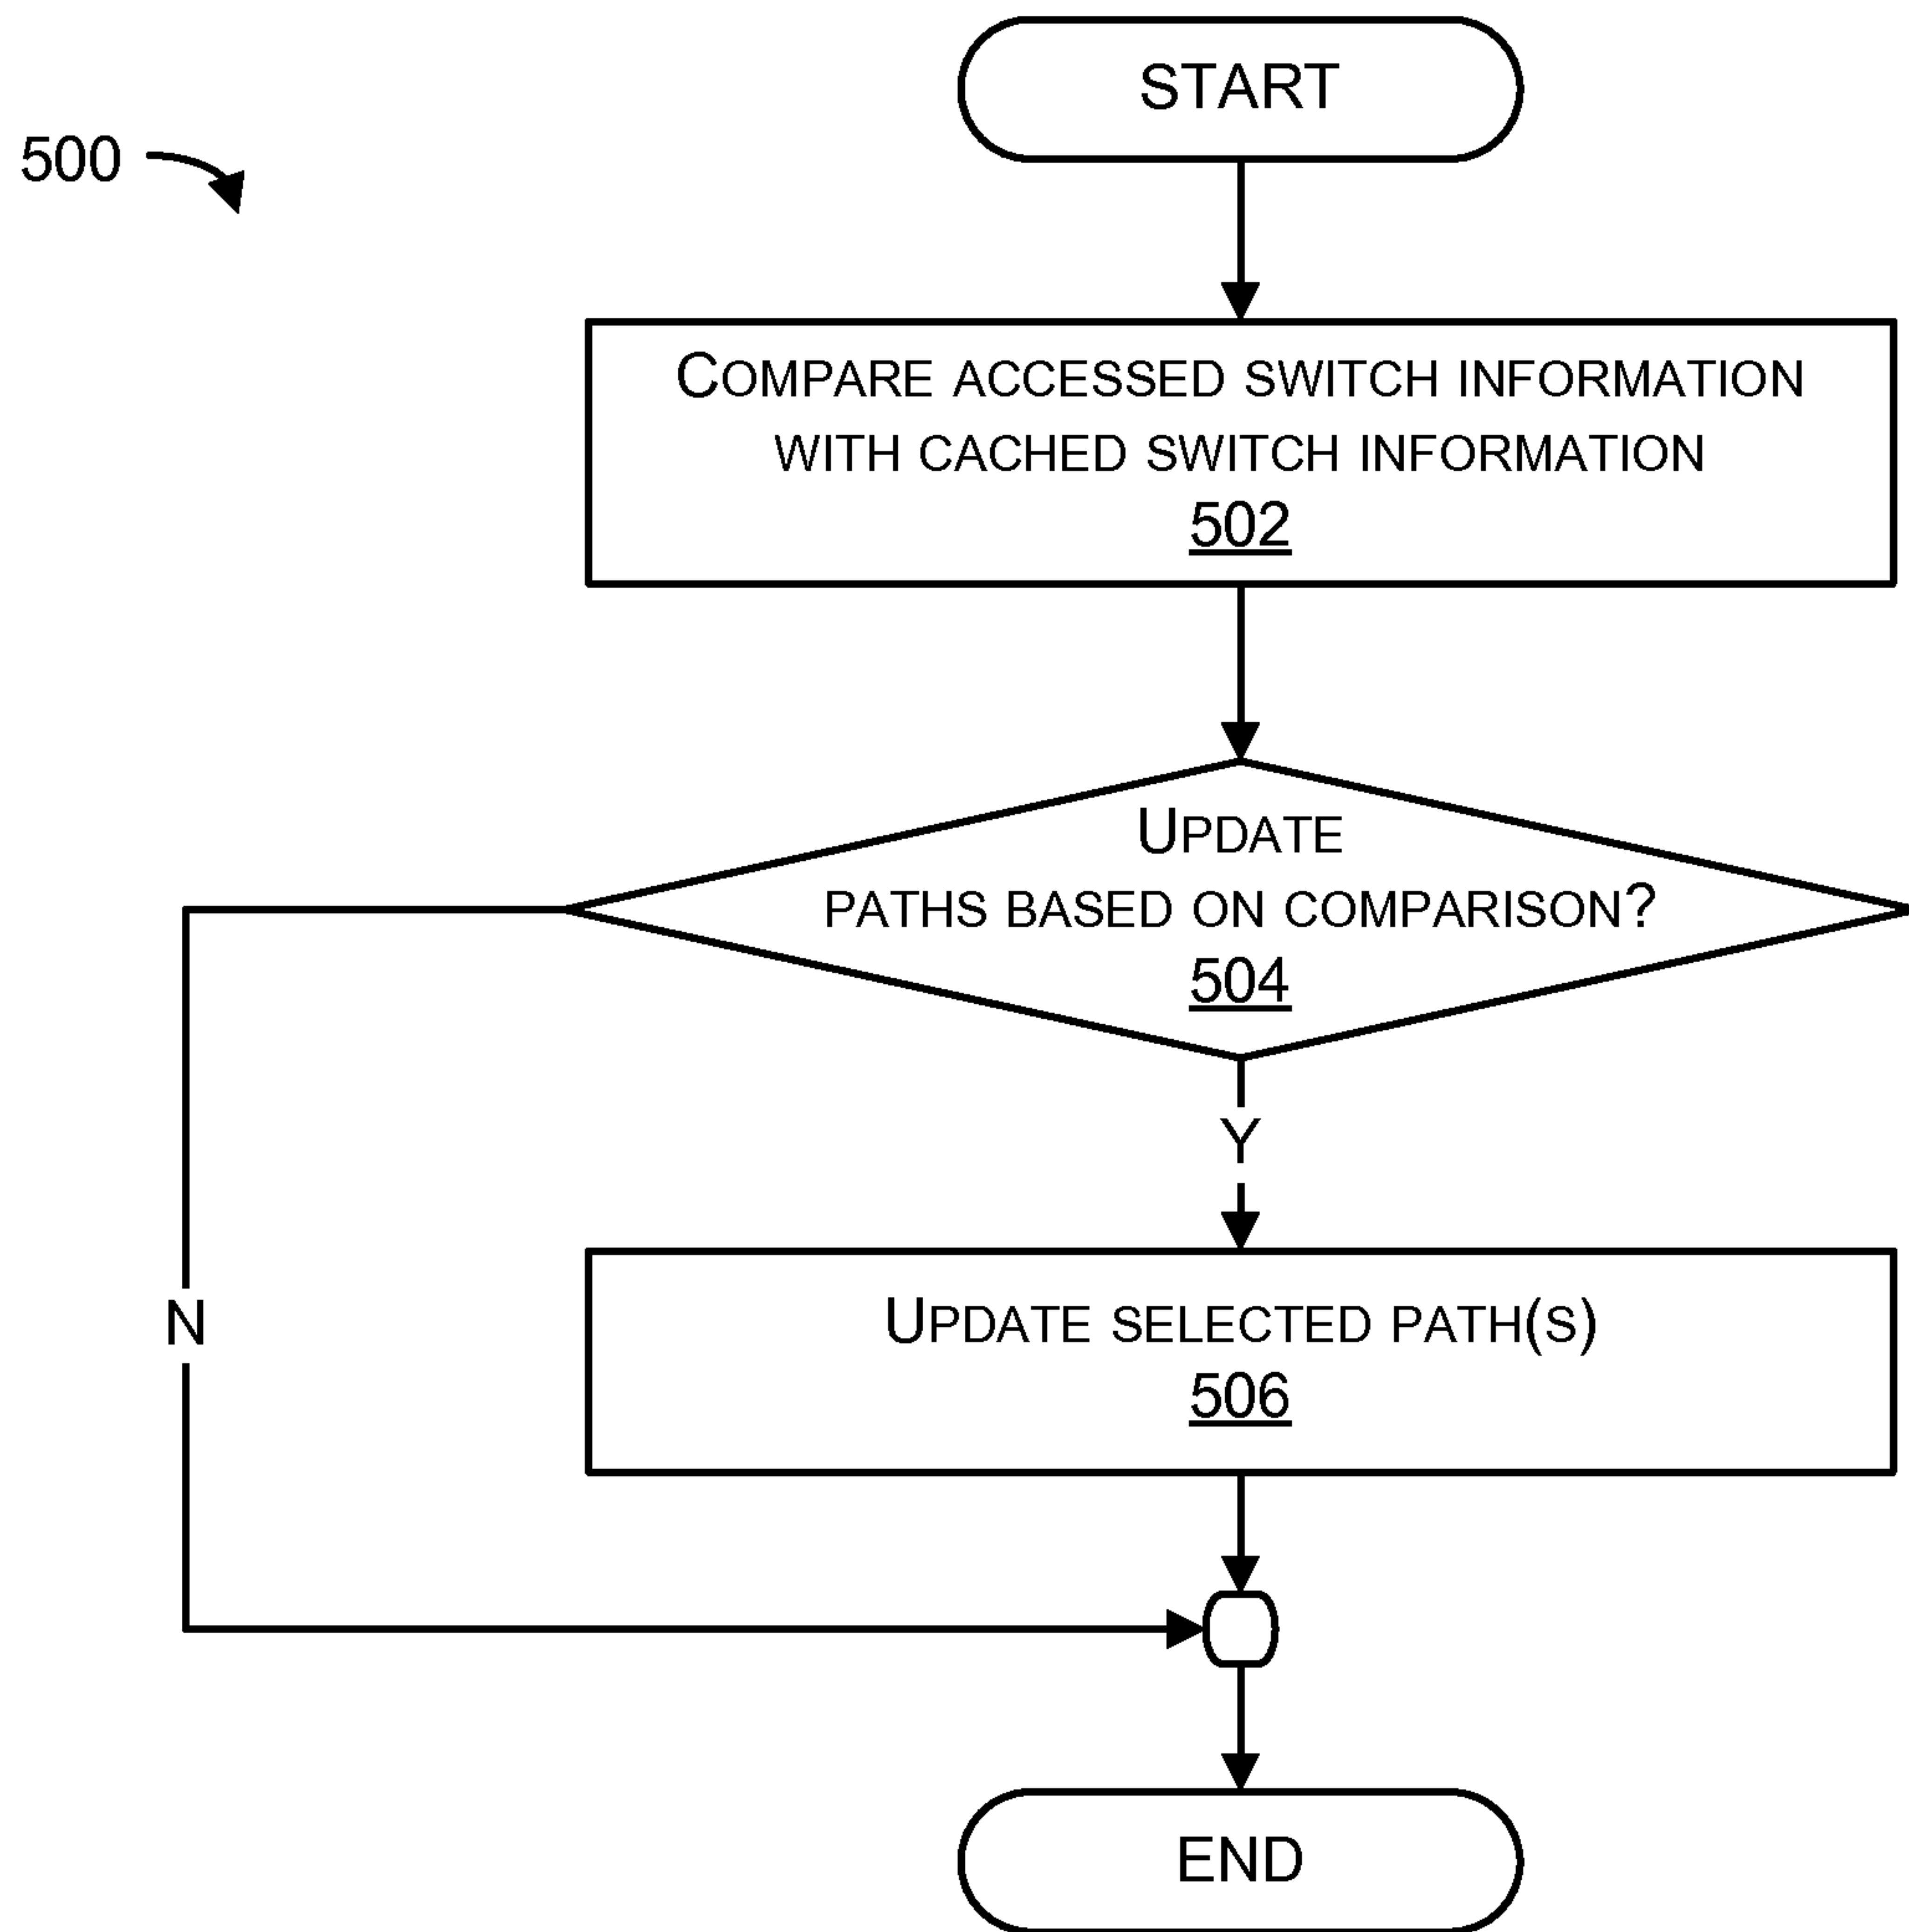 START
500
COMPARE ACCESSED SWITCH INFORMATION
WITH CACHED SWITCH INFORMATION
502
UPDATE
PATHS BASED ON COMPARISON?
504
Y
N
UPDATE SELECTED PATH(S)
506
END